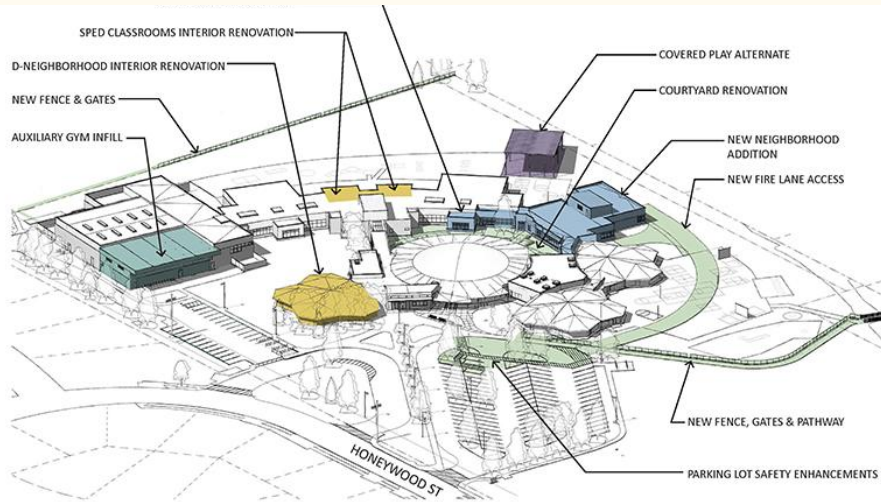 SPED CLASSROOMS INTERIOR RENOVATION
D-NEIGHBORHOOD INTERIOR RENOVATION
NEW FENCE & GATES
AUXILIARY GYM INFILL
COVERED PLAY ALTERNATE
COURTYARD RENOVATION
NEW NEIGHBORHOOD
ADDITION
NEW FIRE LANE ACCESS
NEW FENCE, GATES & PATHWAY
PARKING LOT SAFETY ENHANCEMENTS
HONEYWOOD ST